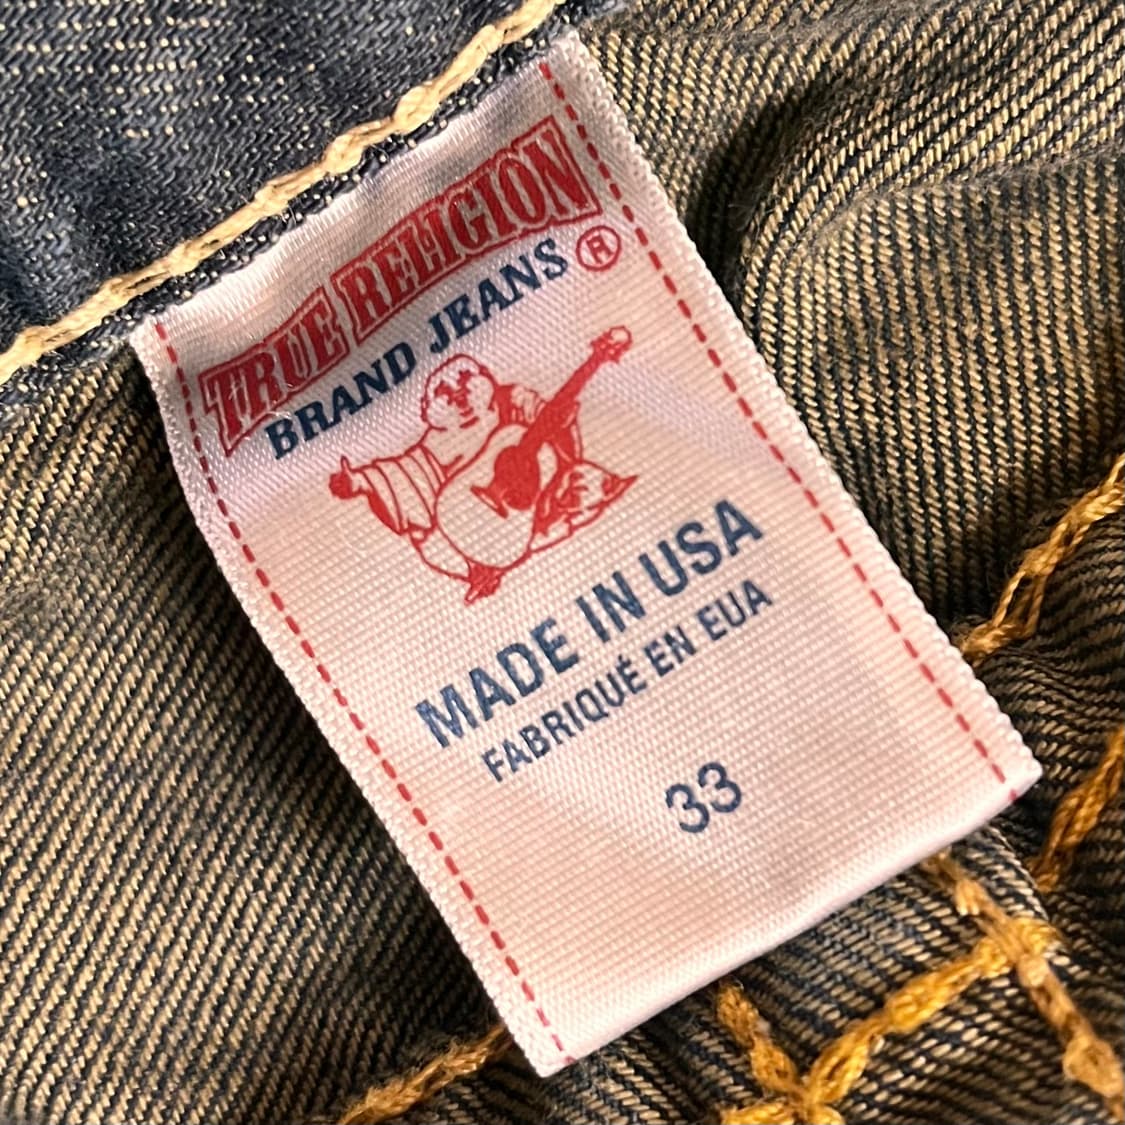 TRUE RELIGION
BRAND JEANS ®
MADE IN USA
FABRIQUÉ EN EUA
33